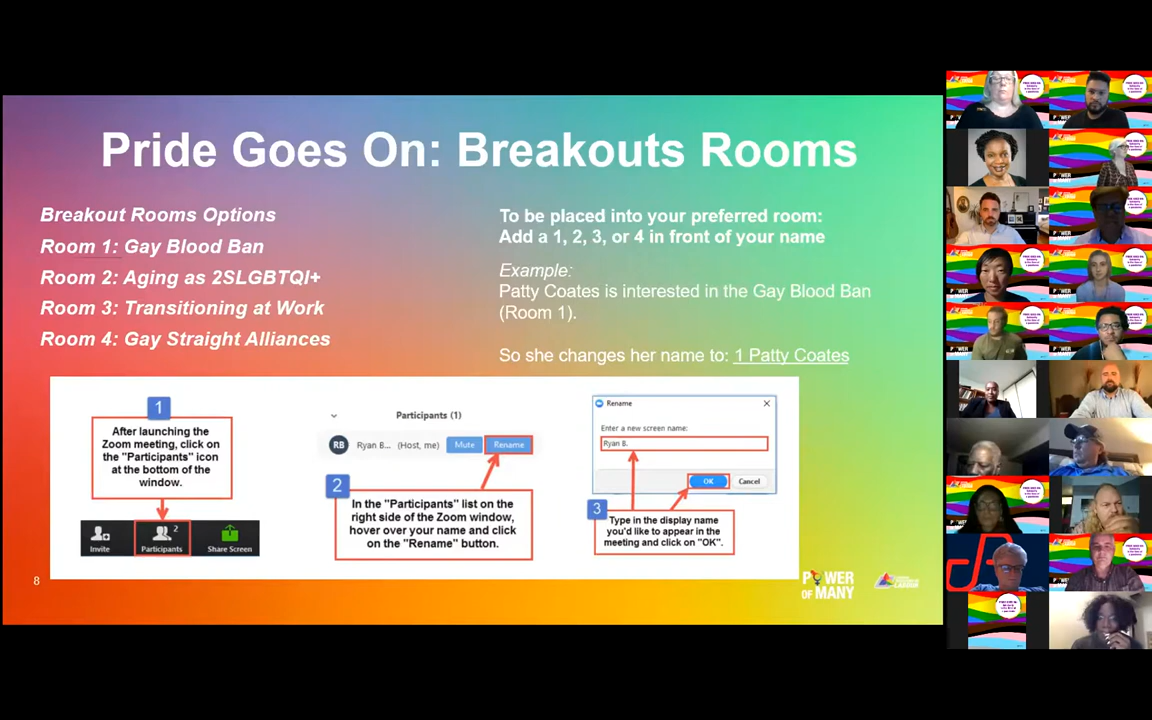 Pride Goes On: Breakouts Rooms
Breakout Rooms Options
Room 1: Gay Blood Ban
Room 2: Aging as 2SLGBTQI+
Room 3: Transitioning at Work
Room 4: Gay Straight Alliances
To be placed into your preferred room:
Add a 1, 2, 3, or 4 in front of your name
Example:
Patty Coates is interested in the Gay Blood Ban
(Room 1).
So she changes her name to: 1 Patty Coates
1
After launching the
Zoom meeting, click on
the "Participants" icon
at the bottom of the
window.
Invite
2
Participants
Share Screen
Participants (1)
RB Ryan B... (Host, me) Mute Rename
2
In the "Participants" list on the
right side of the Zoom window,
hover over your name and click
on the "Rename" button.
Rename
Enter a new screen name:
Ryan B.
OK Cancel
3
Type in the display name
you'd like to appear in the
meeting and click on "OK".
8
POWER
OF MANY